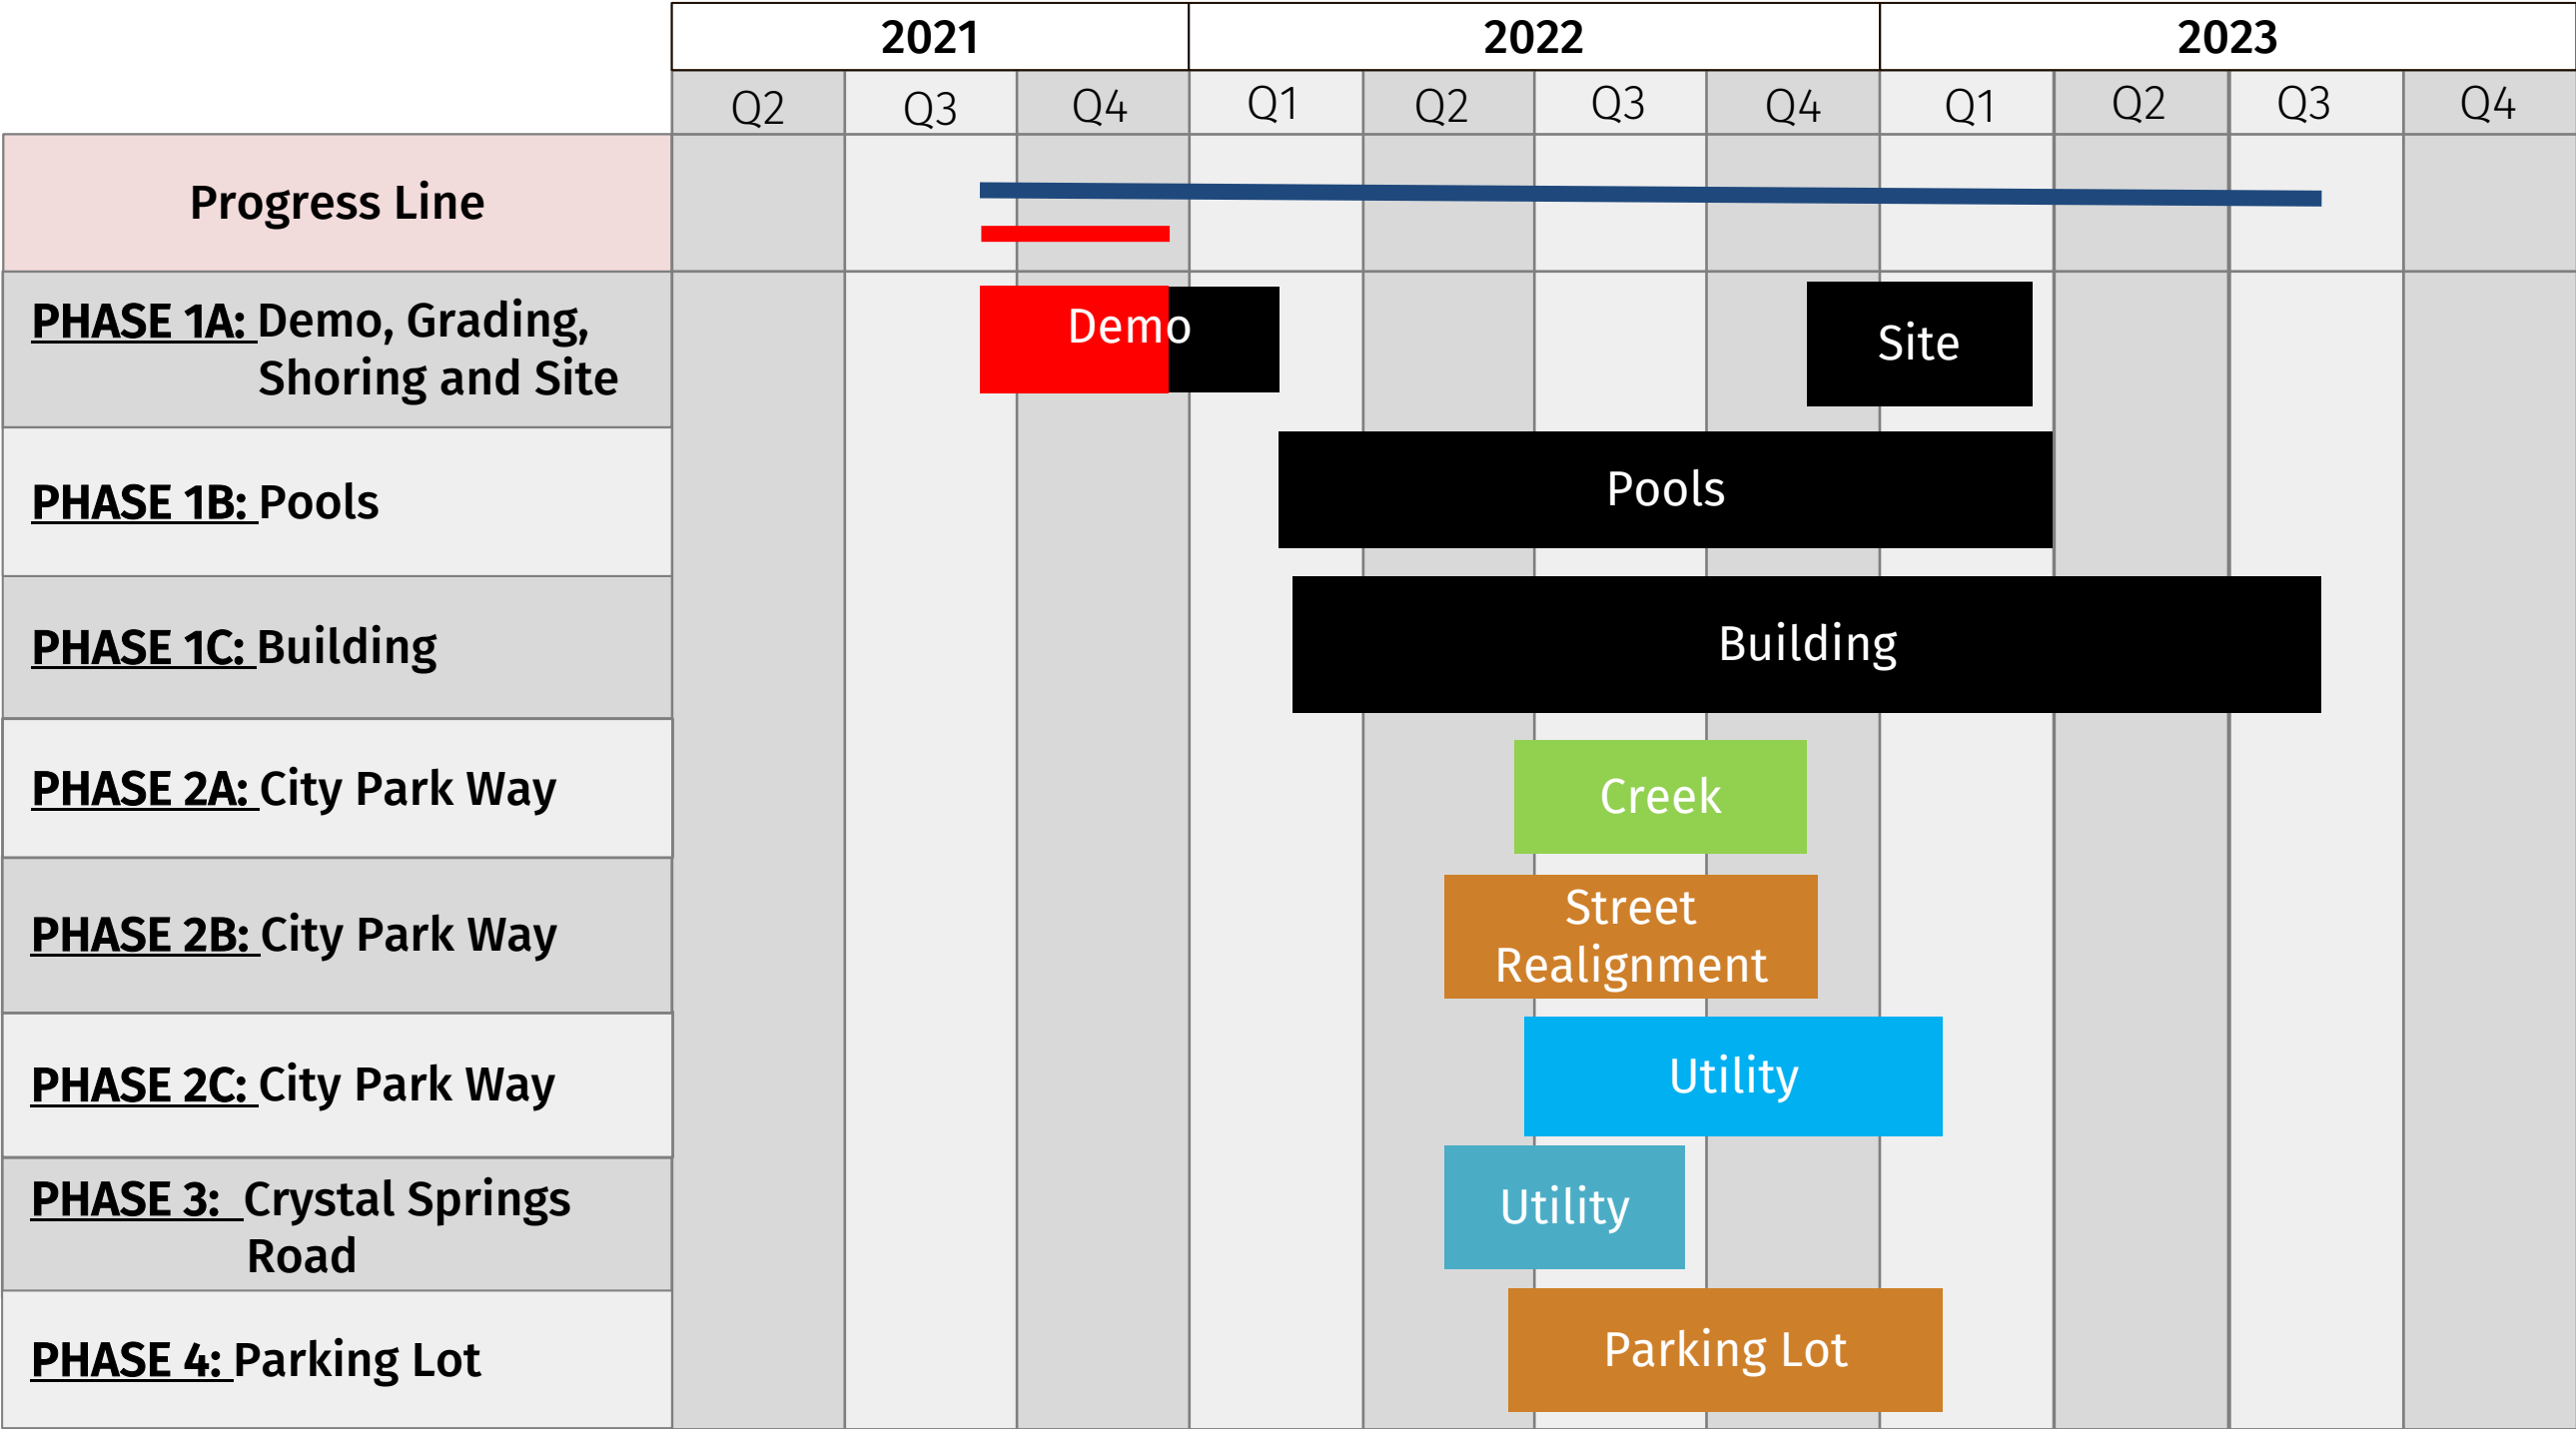 2021 2022 2023
Q2 Q3 Q4 Q1 Q2 Q3 Q4 Q1 Q2 Q3 Q4
Progress Line
PHASE 1A: Demo, Grading,
Shoring and Site
Demo
Site
PHASE 1B: Pools
Pools
PHASE 1C: Building
Building
PHASE 2A: City Park Way
Creek
PHASE 2B: City Park Way
Street
Realignment
PHASE 2C: City Park Way
Utility
PHASE 3: Crystal Springs
Road
Utility
PHASE 4: Parking Lot
Parking Lot